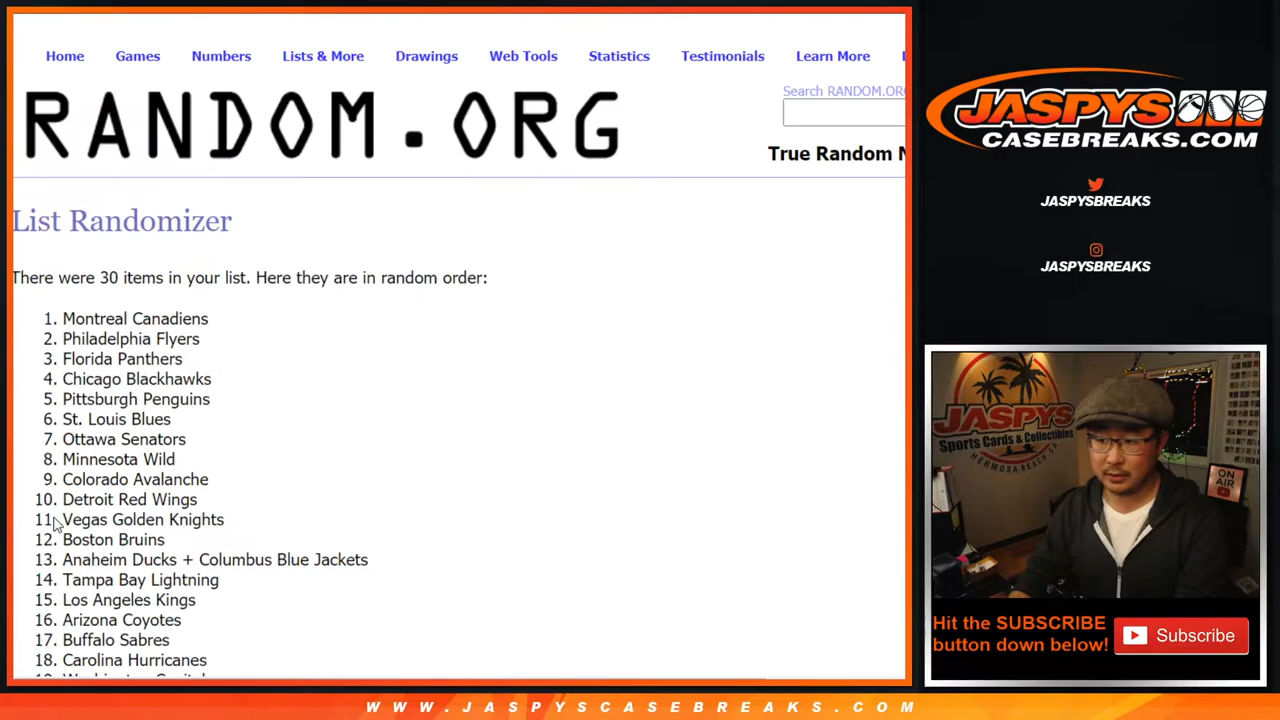 Home Games Numbers Lists & More Drawings Web Tools Statistics Testimonials Learn More
Search RANDOM.ORG
RANDOM.ORG
True Random N
List Randomizer
There were 30 items in your list. Here they are in random order:
1. Montreal Canadiens
2. Philadelphia Flyers
3. Florida Panthers
4. Chicago Blackhawks
5. Pittsburgh Penguins
6. St. Louis Blues
7. Ottawa Senators
8. Minnesota Wild
9. Colorado Avalanche
10. Detroit Red Wings
11. Vegas Golden Knights
12. Boston Bruins
13. Anaheim Ducks + Columbus Blue Jackets
14. Tampa Bay Lightning
15. Los Angeles Kings
16. Arizona Coyotes
17. Buffalo Sabres
18. Carolina Hurricanes
JASPYS
CASEBREAKS.COM
JASPYSBREAKS
JASPYSBREAKS
JASPYS
Sports Cards & Collectibles
HERMOSA BEACH, CA
ON AIR
Hit the SUBSCRIBE
button down below!
Subscribe
WWW.JASPYSCASEBREAKS.COM